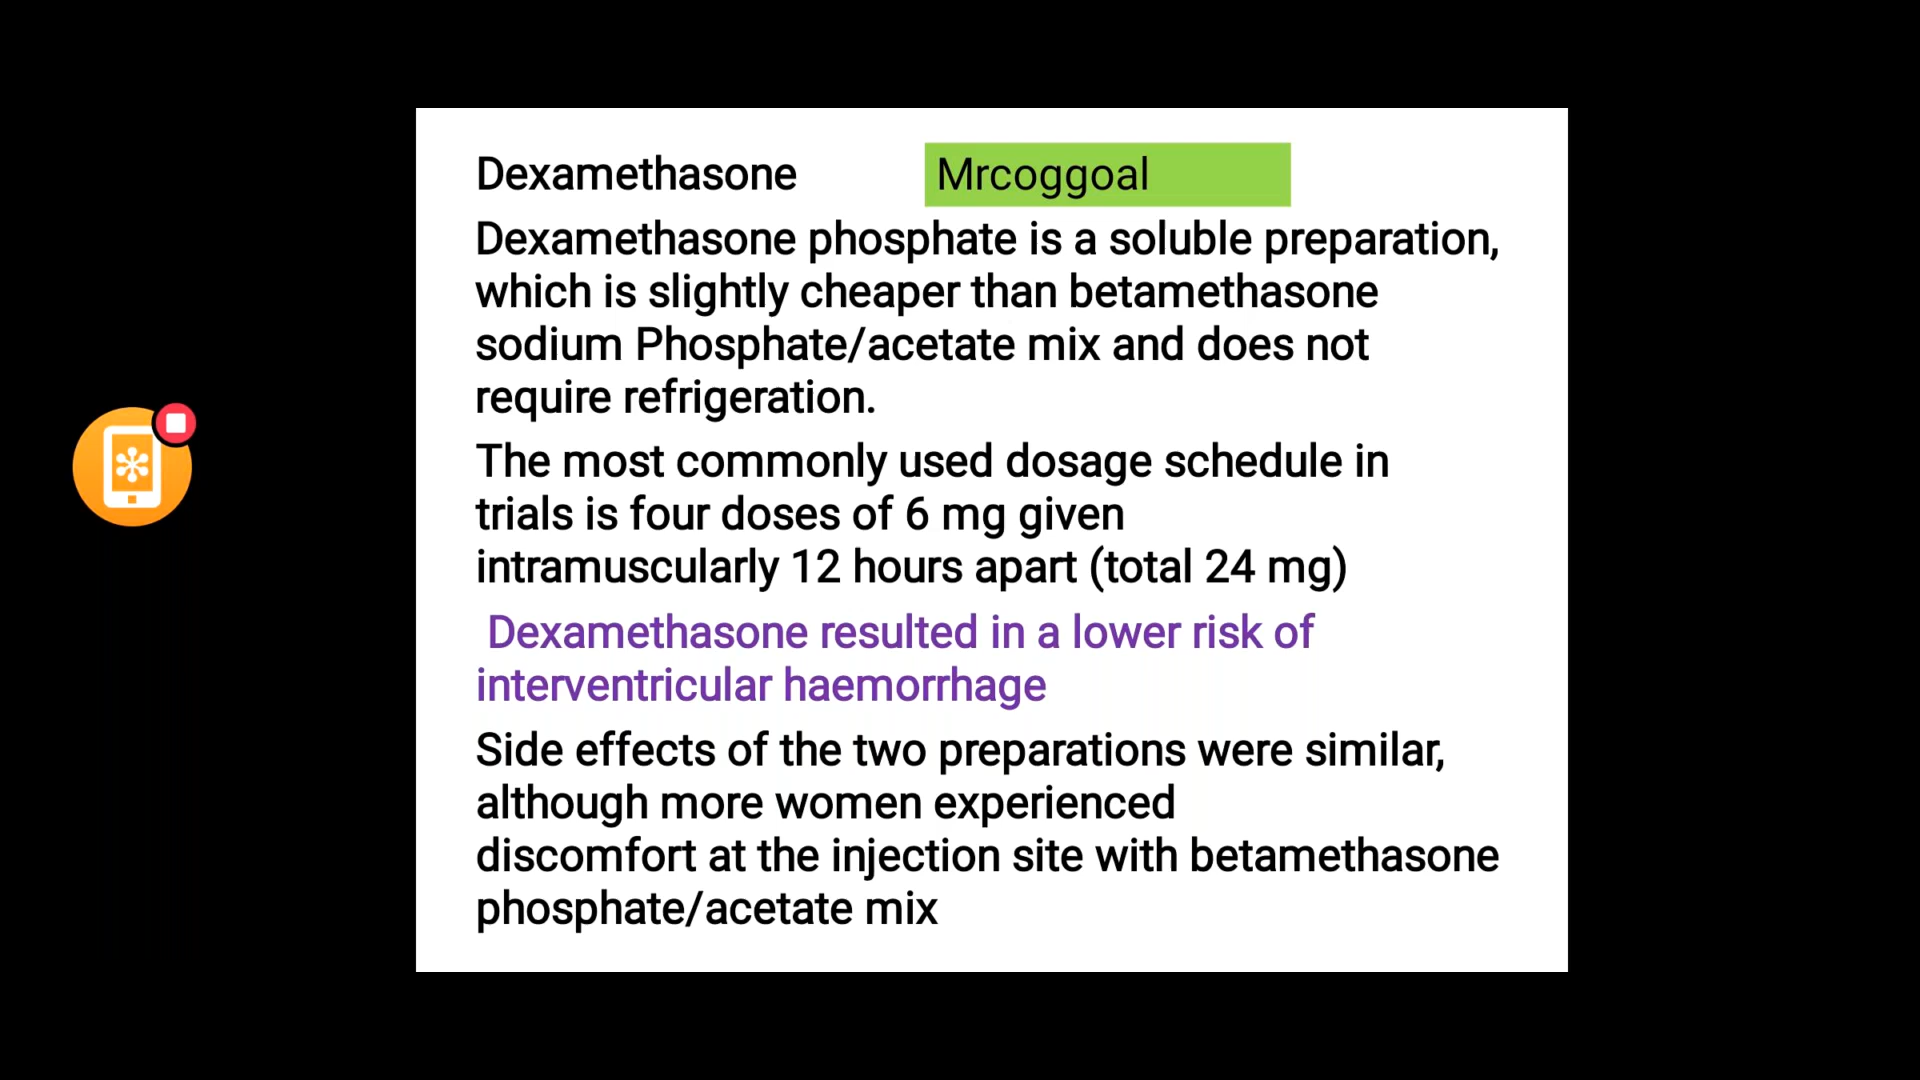 Dexamethasone Mrcoggoal
Dexamethasone phosphate is a soluble preparation,
which is slightly cheaper than betamethasone
sodium Phosphate/acetate mix and does not
require refrigeration.
The most commonly used dosage schedule in
trials is four doses of 6 mg given
intramuscularly 12 hours apart (total 24 mg)
Dexamethasone resulted in a lower risk of
interventricular haemorrhage
Side effects of the two preparations were similar,
although more women experienced
discomfort at the injection site with betamethasone
phosphate/acetate mix